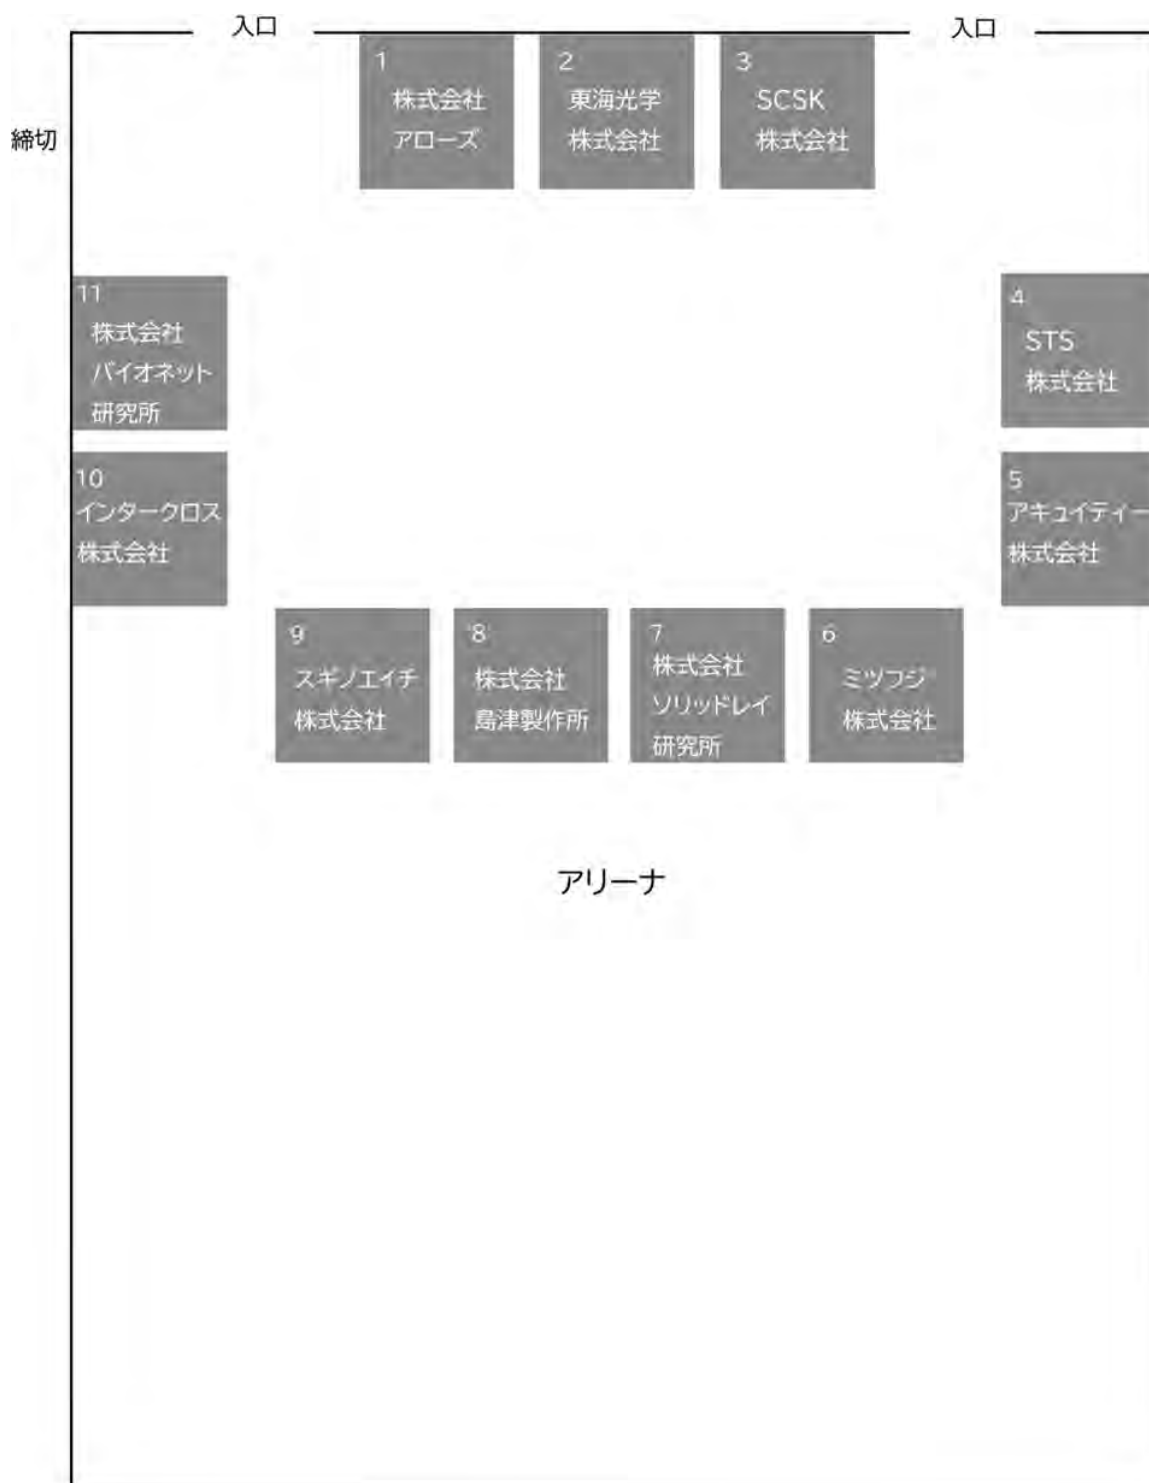 入口
入口
締切
1
株式会社
アローズ
2
東海光学
株式会社
3
SCSK
株式会社
11
株式会社
バイオネット
研究所
4
STS
株式会社
10
インタークロス
株式会社
5
アキュイティー
株式会社
9
スギノエイチ
株式会社
8
株式会社
島津製作所
7
株式会社
ソリッドレイ
研究所
6
ミツフジ
株式会社
アリーナ